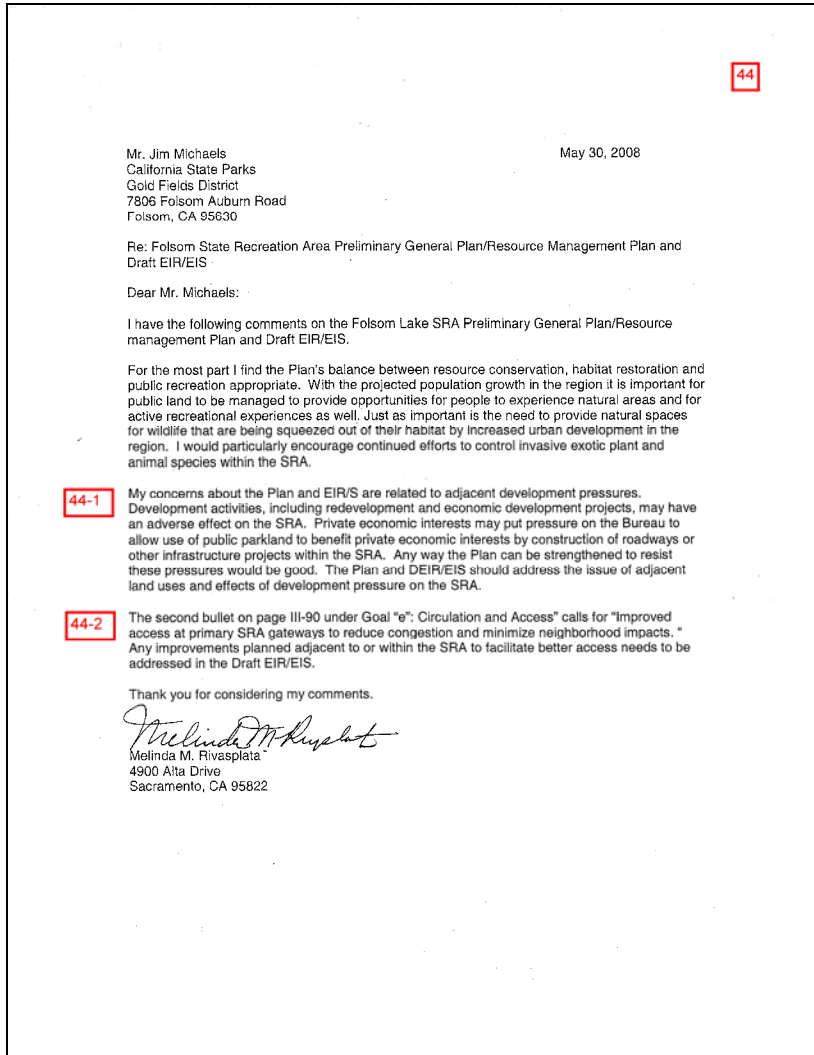 44
Mr. Jim Michaels
May 30, 2008
California State Parks
Gold Fields District
7806 Folsom Auburn Road
Folsom, CA 95630
Re: Folsom State Recreation Area Preliminary General Plan/Resource Management Plan and
Draft EIR/EIS
Dear Mr. Michaels:
I have the following comments on the Folsom Lake SRA Preliminary General Plan/Resource
management Plan and Draft EIR/EIS.
For the most part I find the Plan's balance between resource conservation, habitat restoration and
public recreation appropriate. With the projected population growth in the region it is important for
public land to be managed to provide opportunities for people to experience natural areas and for
active recreational experiences as well. Just as important is the need to provide natural spaces
for wildlife that are being squeezed out of their habitat by increased urban development in the
region. I would particularly encourage continued efforts to control invasive exotic plant and
animal species within the SRA.
44-1
My concerns about the Plan and EIR/S are related to adjacent development pressures.
Development activities, including redevelopment and economic development projects, may have
an adverse effect on the SRA. Private economic interests may put pressure on the Bureau to
allow use of public parkland to benefit private economic interests by construction of roadways or
other infrastructure projects within the SRA. Any way the Plan can be strengthened to resist
these pressures would be good. The Plan and DEIR/EIS should address the issue of adjacent
land uses and effects of development pressure on the SRA.
44-2
The second bullet on page III-90 under Goal "e": Circulation and Access" calls for "Improved
access at primary SRA gateways to reduce congestion and minimize neighborhood impacts. "
Any improvements planned adjacent to or within the SRA to facilitate better access needs to be
addressed in the Draft EIR/EIS.
Thank you for considering my comments.
Melinda M Rivasplata
Melinda M. Rivasplata
4900 Alta Drive
Sacramento, CA 95822